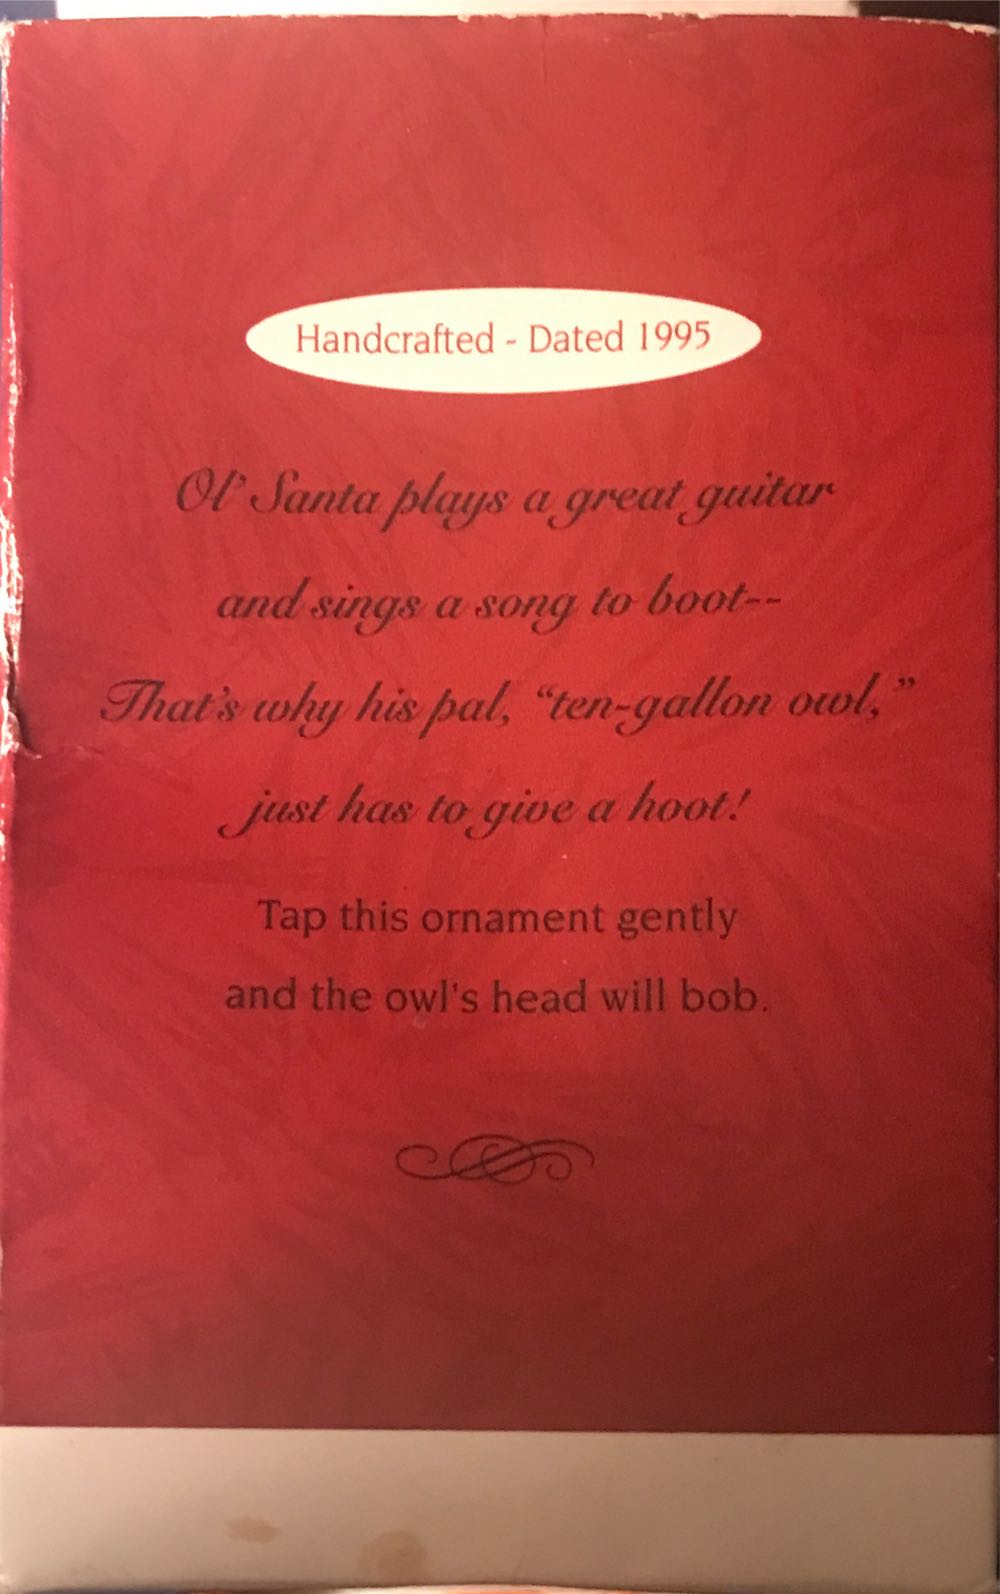 Handcrafted - Dated 1995
Ol' Santa plays a great guitar
and sings a song to boot--
That's why his pal, “ten-gallon owl,”
just has to give a hoot!
Tap this ornament gently
and the owl's head will bob.